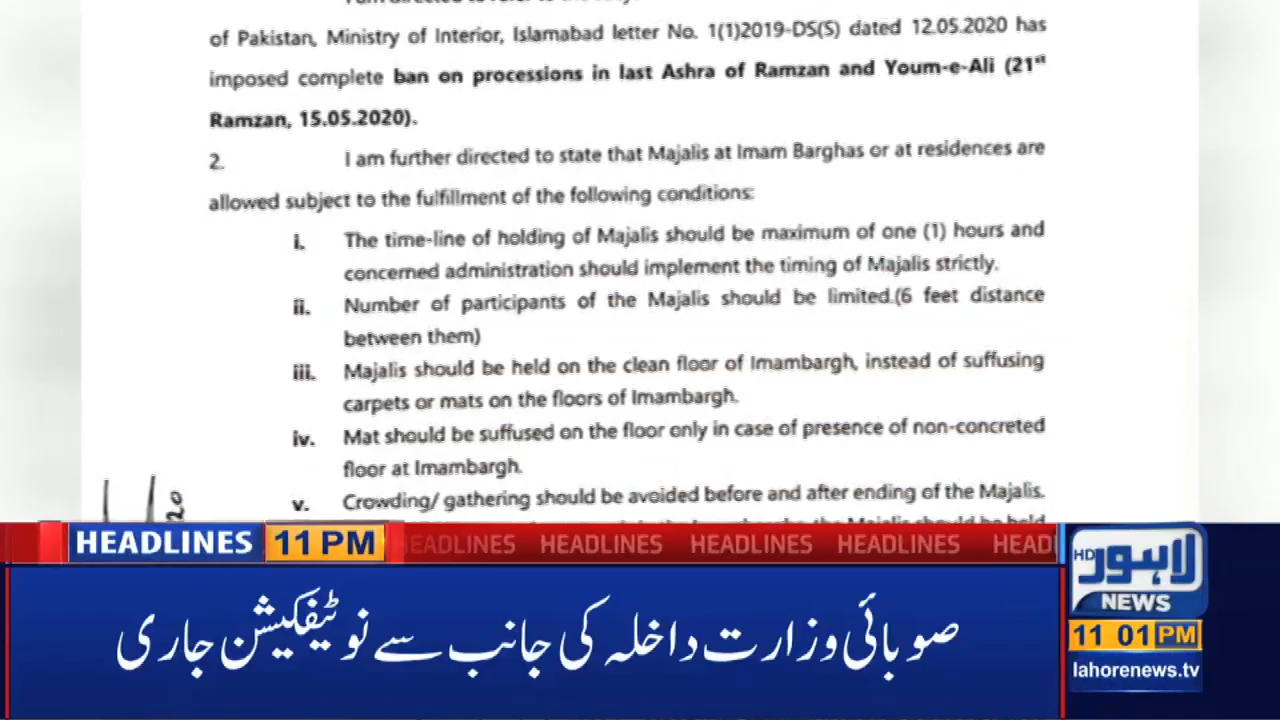 of Pakistan, Ministry of Interior, Islamabad letter No. 1(1)2019-DS(S) dated 12.05.2020 has
imposed complete ban on processions in last Ashra of Ramzan and Youm-e-Ali (21st
Ramzan, 15.05.2020).
2. I am further directed to state that Majalis at Imam Barghas or at residences are
allowed subject to the fulfillment of the following conditions:
i. The time-line of holding of Majalis should be maximum of one (1) hours and
concerned administration should implement the timing of Majalis strictly.
ii. Number of participants of the Majalis should be limited.(6 feet distance
between them)
iii. Majalis should be held on the clean floor of Imambargh, instead of suffusing
carpets or mats on the floors of Imambargh.
iv. Mat should be suffused on the floor only in case of presence of non-concreted
floor at Imambargh.
v. Crowding/ gathering should be avoided before and after ending of the Majalis.
HEADLINES 11 PM EADLINES HEADLINES HEADLINES HEADLINES HEADL
صوبائی وزارت داخلہ کی جانب سے نوٹیفکیشن جاری
HD لاہور
NEWS
11 01 PM
lahorenews.tv